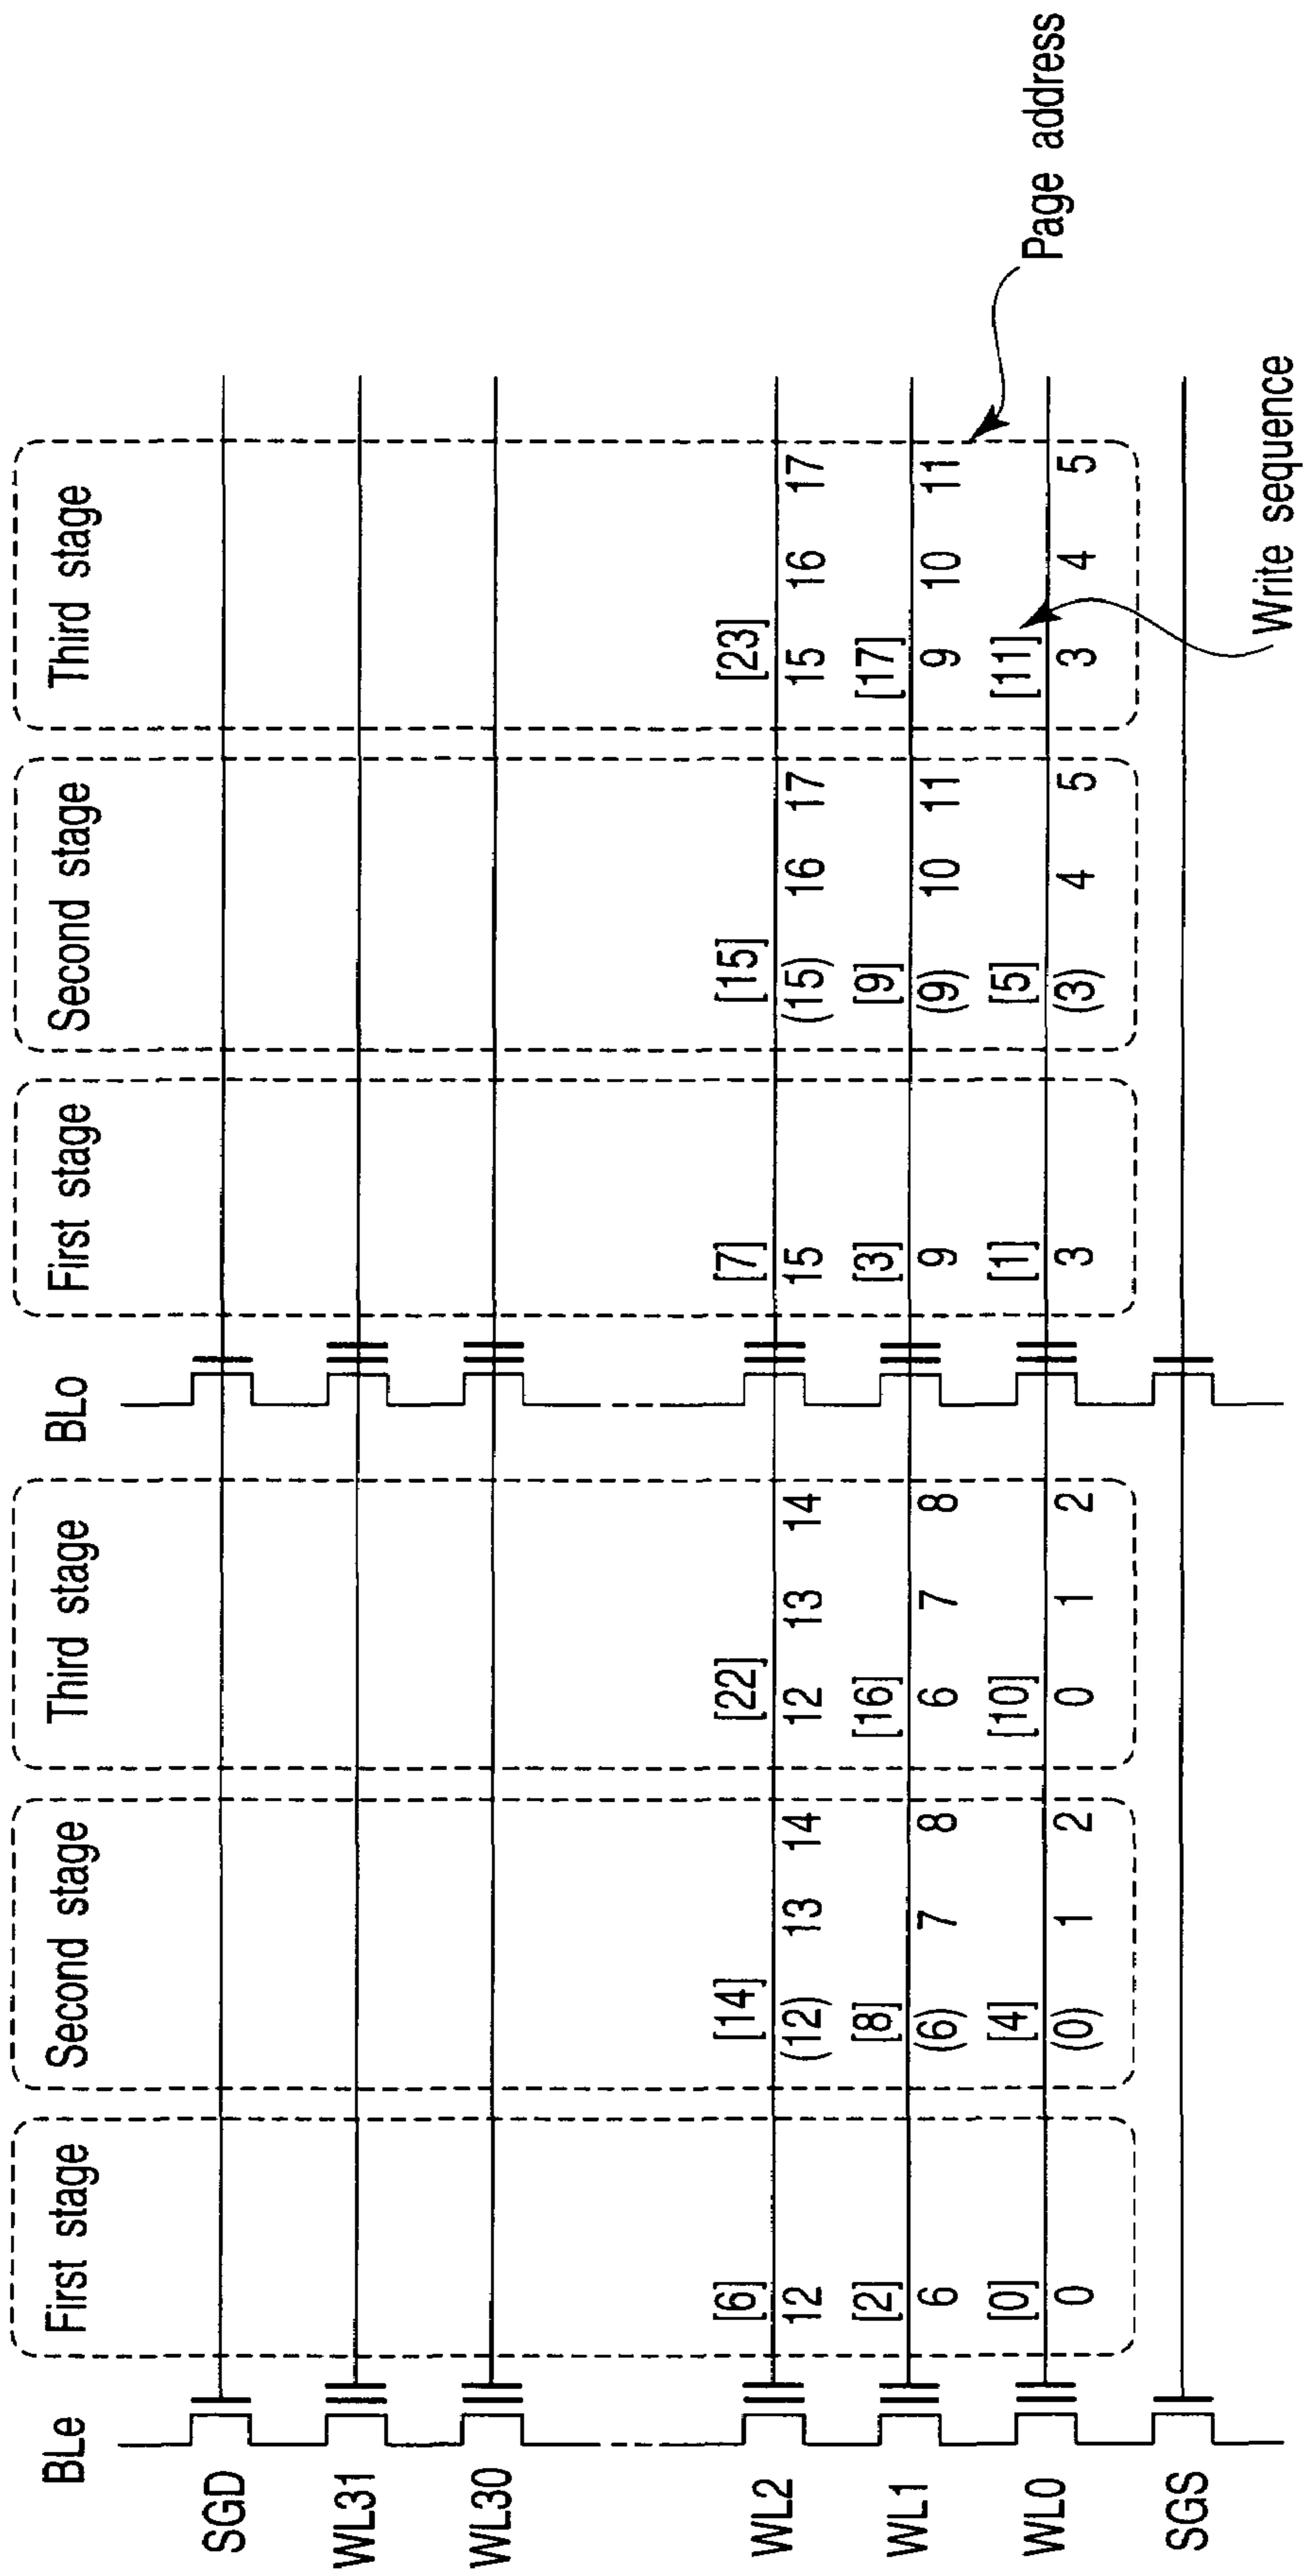 BLe First stage Second stage Third stage BLo First stage Second stage Third stage
SGD
WL31
WL30
[6] [14] [22] [7] [15] [23]
WL2 12 (12) 13 14 12 13 14 15 (15) 16 17 15 16 17
[2] [8] [16] [3] [9] [17]
WL1 6 (6) 7 8 6 7 8 9 (9) 10 11 9 10 11
[0] [4] [10] [1] [5] [11]
WL0 0 (0) 1 2 0 1 2 3 (3) 4 5 3 4 5
SGS
Page address
Write sequence